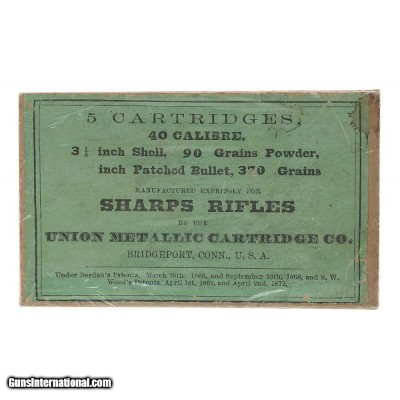 5 CARTRIDGES,
40 CALIBRE,
3¼ inch Shell, 90 Grains Powder,
inch Patched Bullet, 370 Grains
MANUFACTURED EXPRESSLY FOR
SHARPS RIFLES
BY THE
UNION METALLIC CARTRIDGE CO.
BRIDGEPORT, CONN., U. S. A.
Under Berdan's Patents, March 20th, 1866, and September 29th, 1868, and S. W.
Wood's Patents, April 1st, 1862, and April 2nd, 1872.
GunsInternational.com